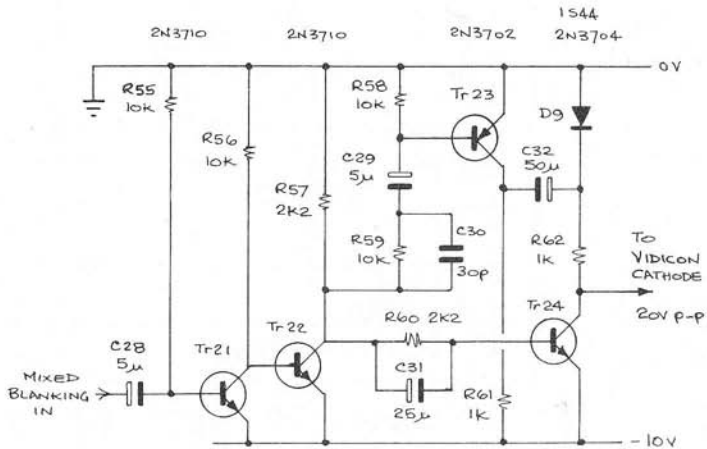 1S44
2N3710
2N3710
2N3702
2N3704
0V
R55
10K
R58
10K
Tr23
D9
R56
10K
C29
5μ
C32
50μ
R57
2K2
R59
10K
C30
30p
R62
1K
TO
VIDICON
CATHODE
20V p-p
Tr24
R60 2K2
Tr22
C28
5μ
Tr21
C31
25μ
R61
1K
MIXED
BLANKING
IN
-10V